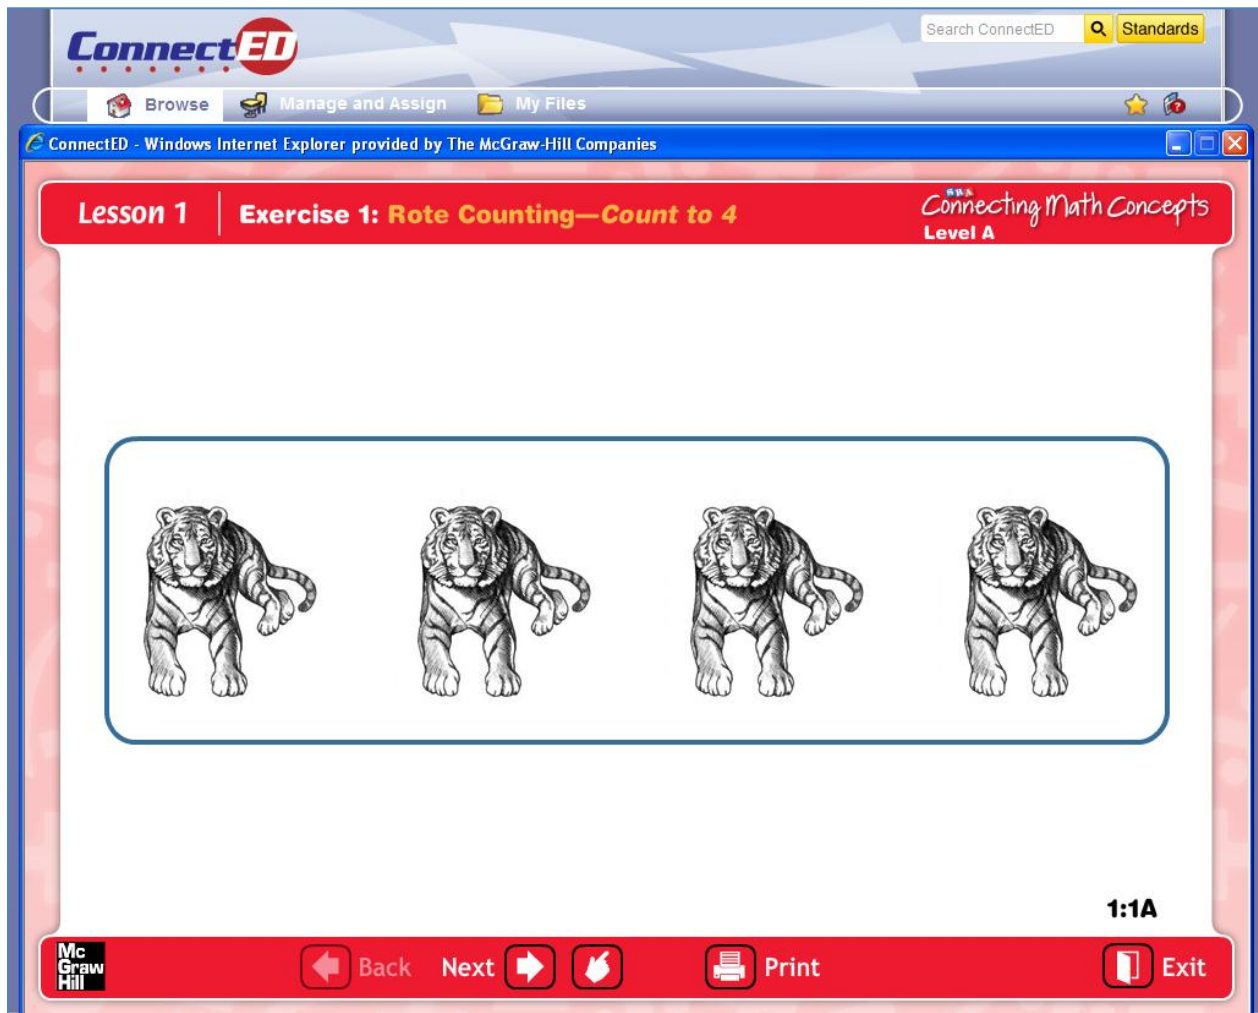 ConnectED
Search ConnectED
Standards
Browse
Manage and Assign
My Files
ConnectED - Windows Internet Explorer provided by The McGraw-Hill Companies
Lesson 1
Exercise 1: Rote Counting—Count to 4
SRA
Connecting Math Concepts
Level A
1:1A
Mc
Graw
Hill
Back
Next
Print
Exit